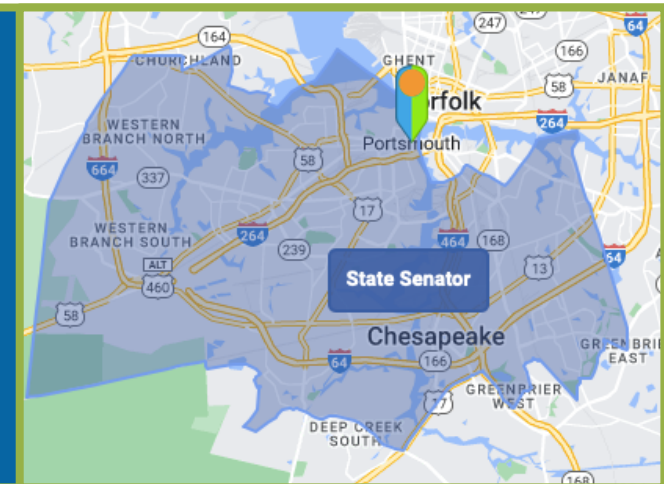 247
64
164
166
CHURCHLAND
GHENT
58
JANAF
rfolk
WESTERN
BRANCH NORTH
264
Portsmouth
58
664
337
17
WESTERN
BRANCH SOUTH
264
239
464
168
64
ALT
460
State Senator
13
58
Chesapeake
64
166
EAST
GREENBRIER
WEST
17
DEEP CREEK
SOUTH
168